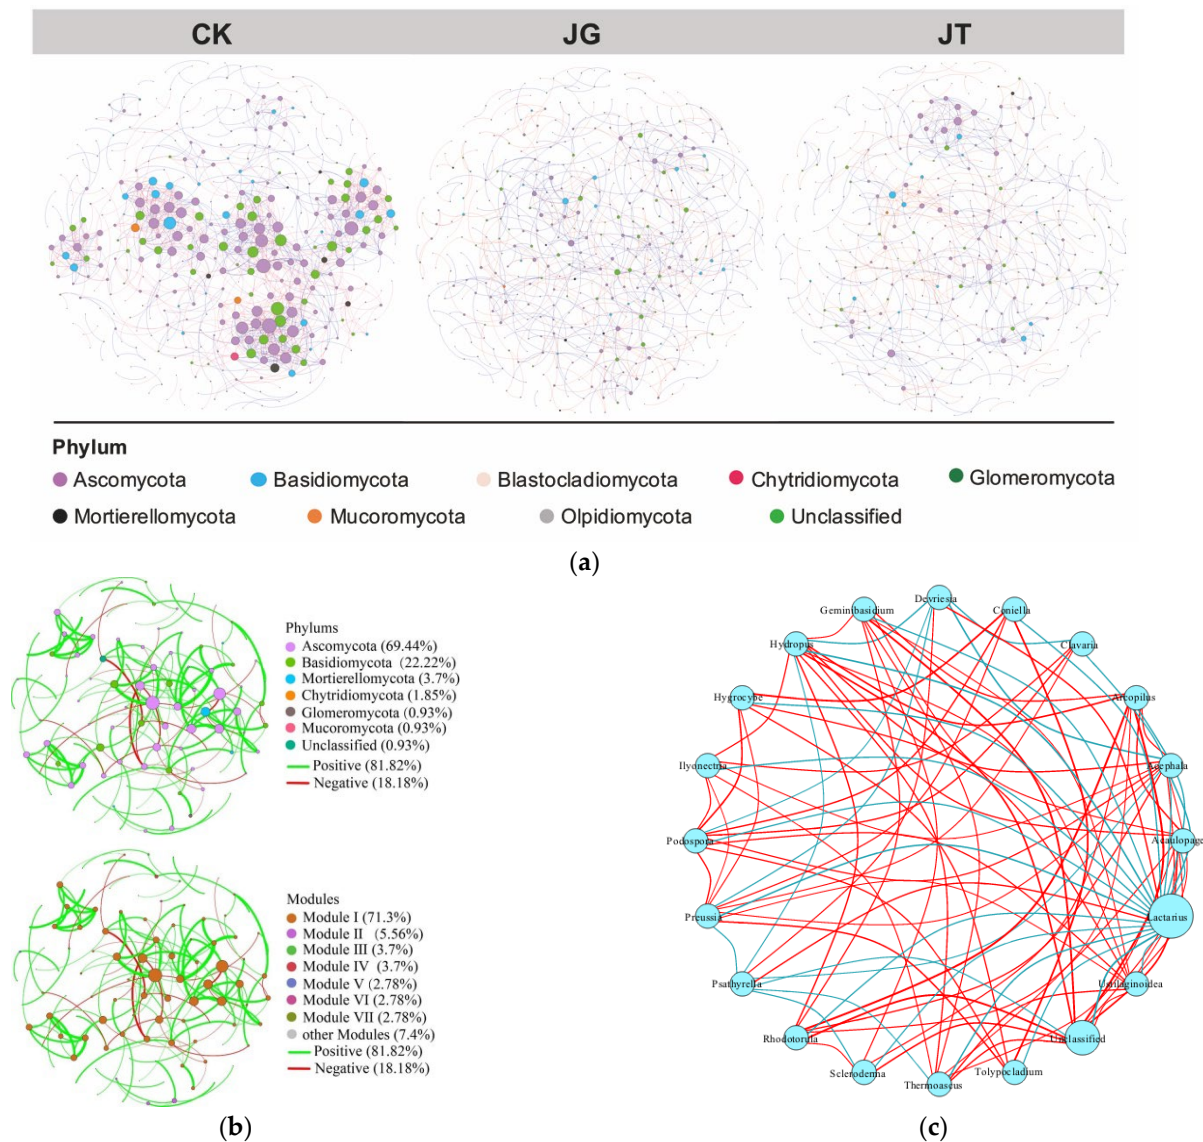 CK JG JT
Phylum
Ascomycota Basidiomycota Blastocladiomycota Chytridiomycota Glomeromycota
Mortierellomycota Mucoromycota Olpidiomycota Unclassified
(a)
Phylums
Ascomycota (69.44%)
Basidiomycota (22.22%)
Mortierellomycota (3.7%)
Chytridiomycota (1.85%)
Glomeromycota (0.93%)
Mucoromycota (0.93%)
Unclassified (0.93%)
Positive (81.82%)
Negative (18.18%)
Modules
Module I (71.3%)
Module II (5.56%)
Module III (3.7%)
Module IV (3.7%)
Module V (2.78%)
Module VI (2.78%)
Module VII (2.78%)
other Modules (7.4%)
Positive (81.82%)
Negative (18.18%)
(b)
Devriesia
Geminibasidium
Coniella
Hydropus
Clavaria
Hygrocybe
Arcopilus
Ilyonectria
Acephala
Podospora
Acaulopage
Preussia
Lactarius
Psathyrella
Ustilaginoidea
Rhodotorula
Unclassified
Scleroderma
Tolypocladium
Thermoascus
(c)